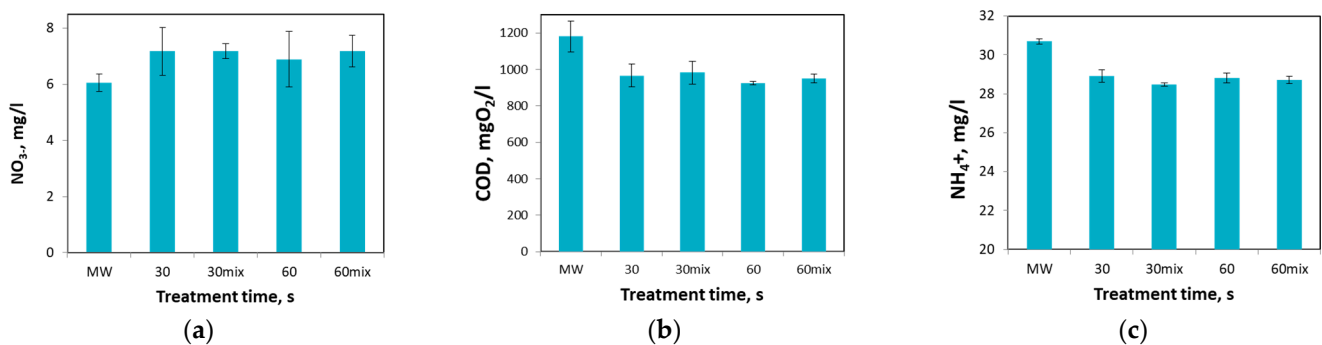 8
6
4
2
0
NO3-, mg/l
MW 30 30mix 60 60mix
Treatment time, s
(a)
1200
1000
800
600
400
200
0
COD, mgO2/l
MW 30 30mix 60 60mix
Treatment time, s
(b)
32
30
28
26
24
22
20
NH4+, mg/l
MW 30 30mix 60 60mix
Treatment time, s
(c)